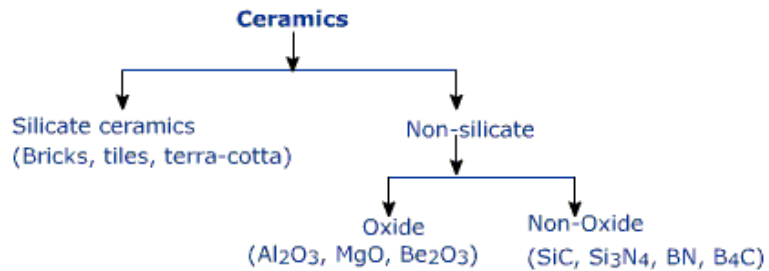 Ceramics
Silicate ceramics
(Bricks, tiles, terra-cotta)
Non-silicate
Oxide
(Al₂O₃, MgO, Be₂O₃)
Non-Oxide
(SiC, Si₃N₄, BN, B₄C)